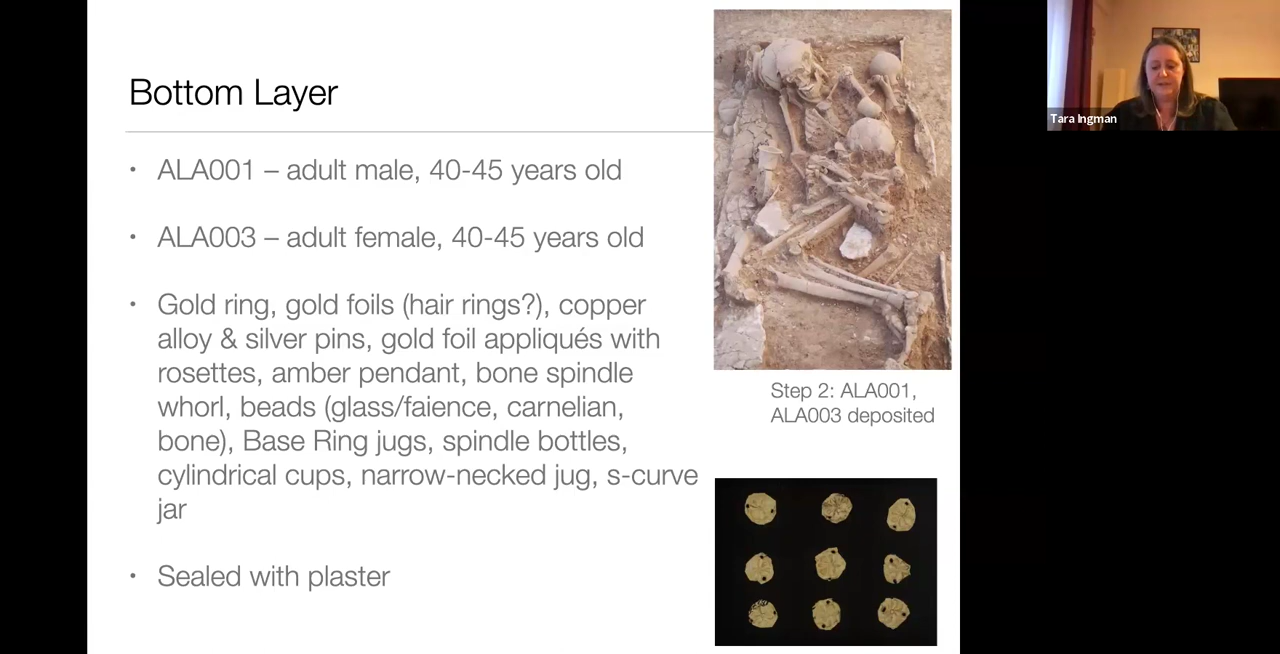 Bottom Layer
• ALA001 – adult male, 40-45 years old
• ALA003 – adult female, 40-45 years old
• Gold ring, gold foils (hair rings?), copper
alloy & silver pins, gold foil appliqués with
rosettes, amber pendant, bone spindle
whorl, beads (glass/faience, carnelian,
bone), Base Ring jugs, spindle bottles,
cylindrical cups, narrow-necked jug, s-curve
jar
• Sealed with plaster
Step 2: ALA001,
ALA003 deposited
Tara Ingman